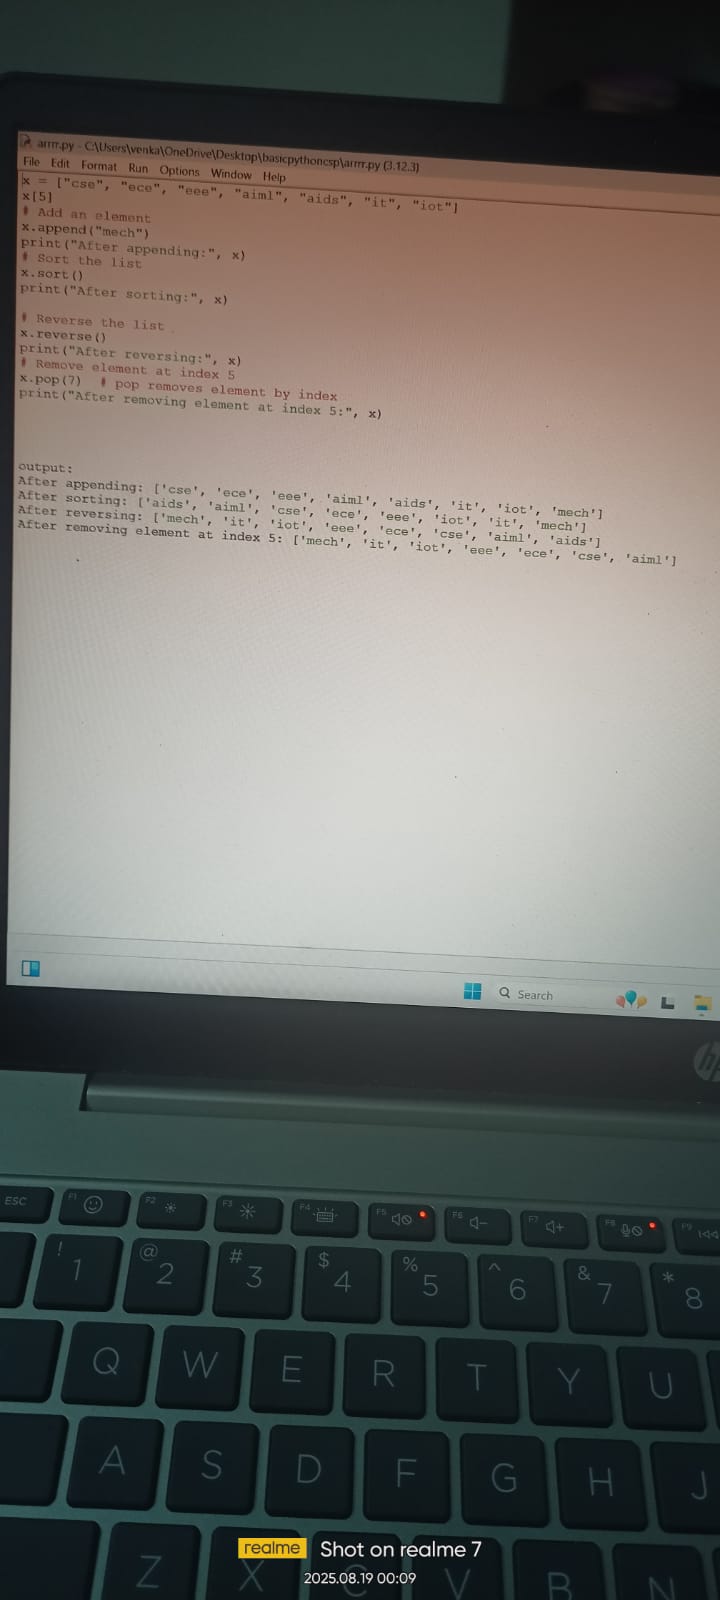 arrrr.py - C:\Users\venka\OneDrive\Desktop\basicpythoncsp\arrrr.py (3.12.3)
File Edit Format Run Options Window Help
x = ["cse", "ece", "eee", "aiml", "aids", "it", "iot"]
x[5]
# Add an element
x.append("mech")
print("After appending:", x)
# Sort the list
x.sort()
print("After sorting:", x)
# Reverse the list
x.reverse()
print("After reversing:", x)
# Remove element at index 5
x.pop(7) # pop removes element by index
print("After removing element at index 5:", x)
output:
After appending: ['cse', 'ece', 'eee', 'aiml', 'aids', 'it', 'iot', 'mech']
After sorting: ['aids', 'aiml', 'cse', 'ece', 'eee', 'iot', 'it', 'mech']
After reversing: ['mech', 'it', 'iot', 'eee', 'ece', 'cse', 'aiml', 'aids']
After removing element at index 5: ['mech', 'it', 'iot', 'eee', 'ece', 'cse', 'aiml']
Search
hp
ESC F1 F2 F3 F4 F5 F6 F7 F8 F9
! 1 @ 2 # 3 $ 4 % 5 ^ 6 & 7 * 8
Q W E R T Y U
A S D F G H J
Z X C V B N
realme Shot on realme 7
2025.08.19 00:09